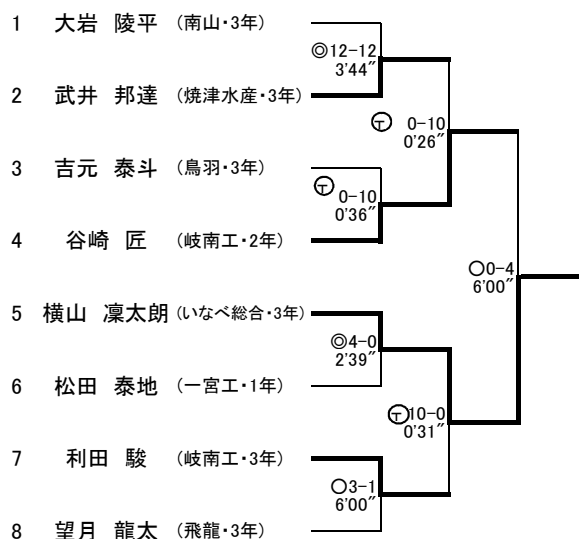 1 大岩 陵平 (南山・3年)
◎12-12
3′44″
2 武井 邦達 (焼津水産・3年)
Ⓣ 0-10
0′26″
3 吉元 泰斗 (鳥羽・3年)
Ⓣ 0-10
0′36″
4 谷崎 匠 (岐南工・2年)
○0-4
6′00″
5 横山 凜太朗 (いなべ総合・3年)
◎4-0
2′39″
6 松田 泰地 (一宮工・1年)
Ⓣ10-0
0′31″
7 利田 駿 (岐南工・3年)
○3-1
6′00″
8 望月 龍太 (飛龍・3年)